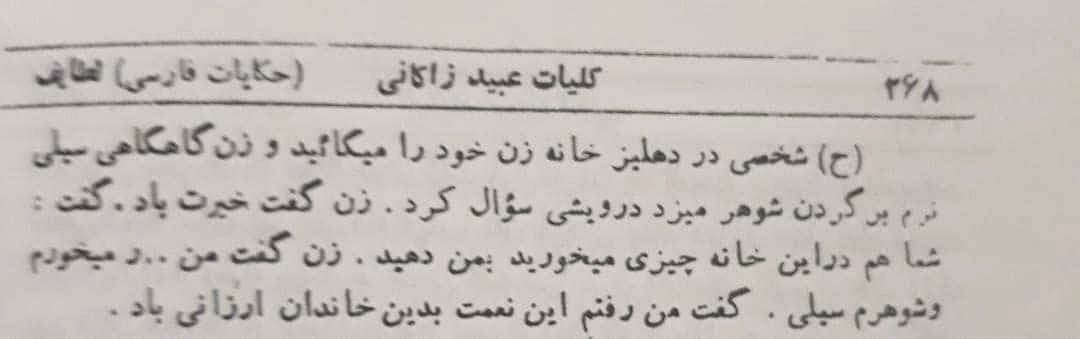 ۲۶۸ کلیات عبید زاکانی (حکایات فارسی) لطایف
(ح) شخصی در دهلیز خانه زن خود را میگائید و زن گاهگاهی سیلی
نرم بر گردن شوهر میزد درویشی سؤال کرد . زن گفت خیرت باد . گفت :
شما هم دراین خانه چیزی میخورید بمن دهید . زن گفت من ..ر میخورم
وشوهرم سیلی . گفت من رفتم این نعمت بدین خاندان ارزانی باد .